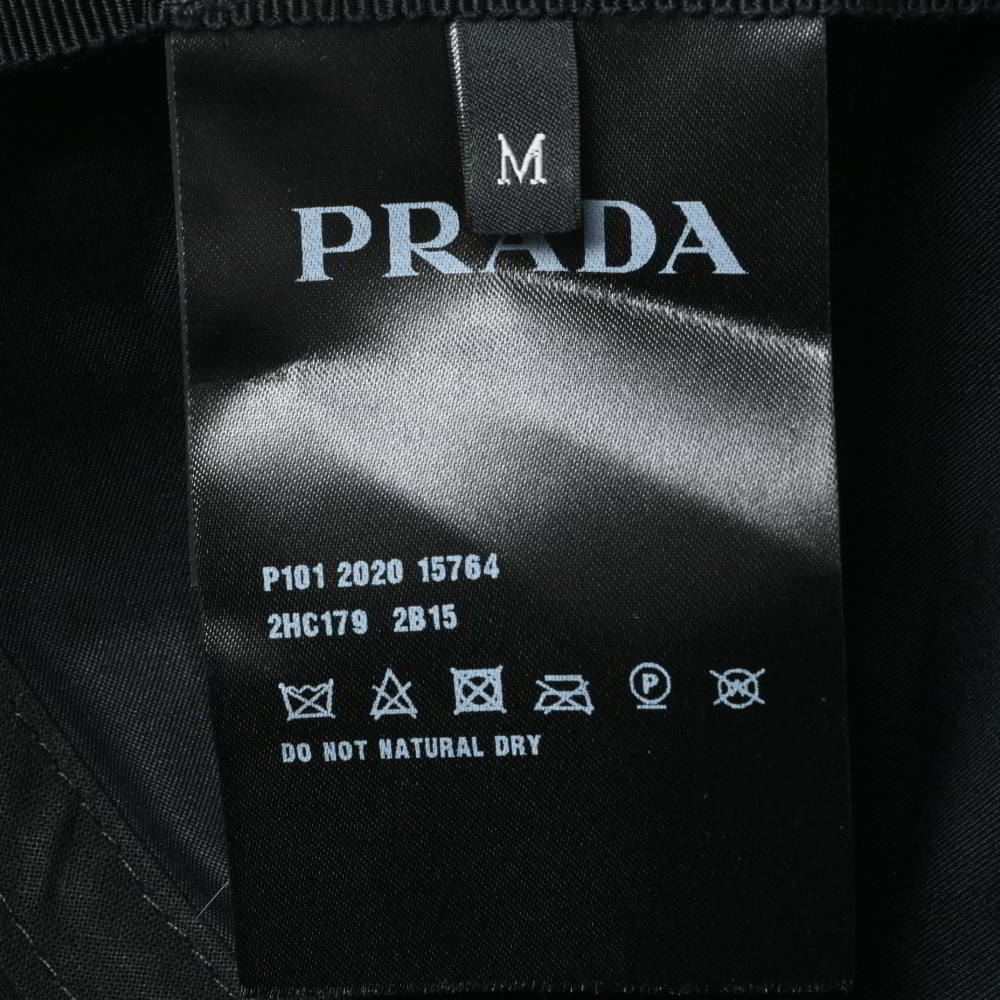 M
PRADA
P101 2020 15764
2HC179 2B15
P
W
DO NOT NATURAL DRY